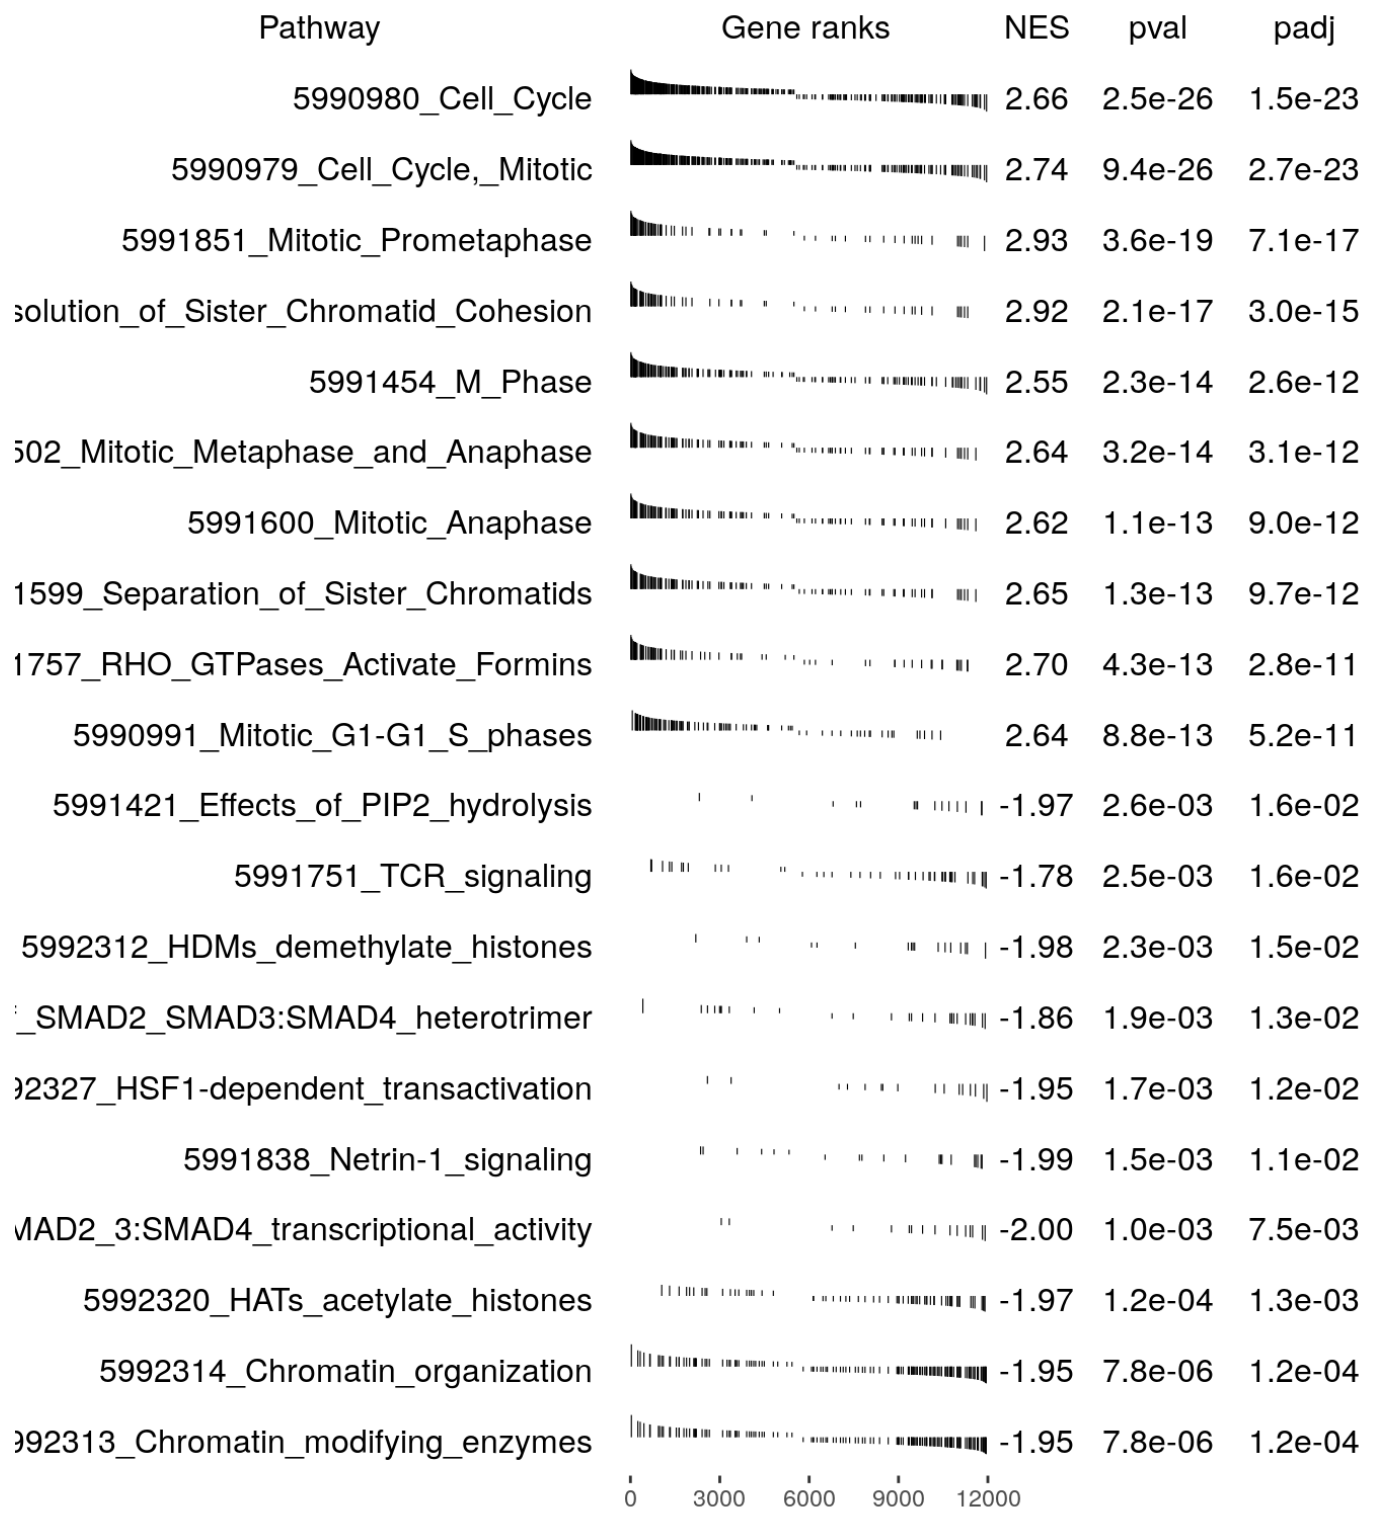 Pathway Gene ranks NES pval padj
5990980_Cell_Cycle 2.66 2.5e-26 1.5e-23
5990979_Cell_Cycle,_Mitotic 2.74 9.4e-26 2.7e-23
5991851_Mitotic_Prometaphase 2.93 3.6e-19 7.1e-17
solution_of_Sister_Chromatid_Cohesion 2.92 2.1e-17 3.0e-15
5991454_M_Phase 2.55 2.3e-14 2.6e-12
502_Mitotic_Metaphase_and_Anaphase 2.64 3.2e-14 3.1e-12
5991600_Mitotic_Anaphase 2.62 1.1e-13 9.0e-12
1599_Separation_of_Sister_Chromatids 2.65 1.3e-13 9.7e-12
1757_RHO_GTPases_Activate_Formins 2.70 4.3e-13 2.8e-11
5990991_Mitotic_G1-G1_S_phases 2.64 8.8e-13 5.2e-11
5991421_Effects_of_PIP2_hydrolysis -1.97 2.6e-03 1.6e-02
5991751_TCR_signaling -1.78 2.5e-03 1.6e-02
5992312_HDMs_demethylate_histones -1.98 2.3e-03 1.5e-02
_SMAD2_SMAD3:SMAD4_heterotrimer -1.86 1.9e-03 1.3e-02
92327_HSF1-dependent_transactivation -1.95 1.7e-03 1.2e-02
5991838_Netrin-1_signaling -1.99 1.5e-03 1.1e-02
MAD2_3:SMAD4_transcriptional_activity -2.00 1.0e-03 7.5e-03
5992320_HATs_acetylate_histones -1.97 1.2e-04 1.3e-03
5992314_Chromatin_organization -1.95 7.8e-06 1.2e-04
992313_Chromatin_modifying_enzymes -1.95 7.8e-06 1.2e-04
0 3000 6000 9000 12000